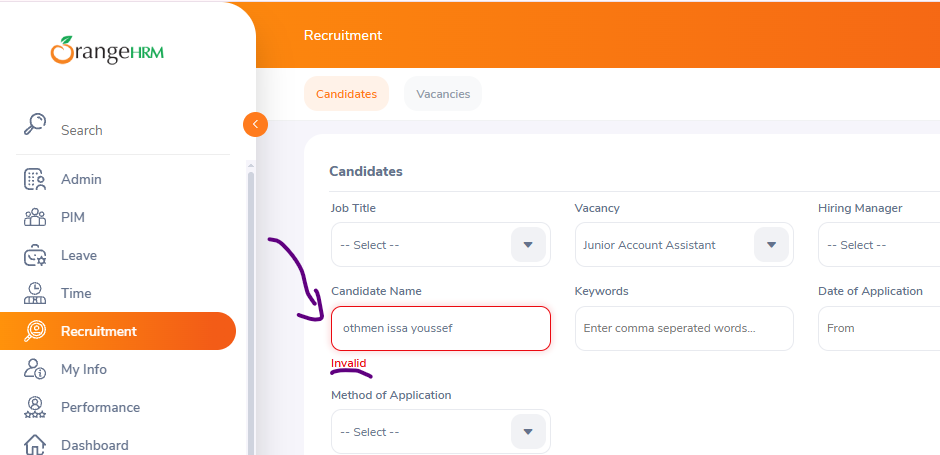 OrangeHRM
Recruitment
Candidates Vacancies
Search
Admin
PIM
Leave
Time
Recruitment
My Info
Performance
Dashboard
Candidates
Job Title Vacancy Hiring Manager
-- Select -- Junior Account Assistant -- Select --
Candidate Name Keywords Date of Application
othmen issa youssef Enter comma seperated words... From
Invalid
Method of Application
-- Select --